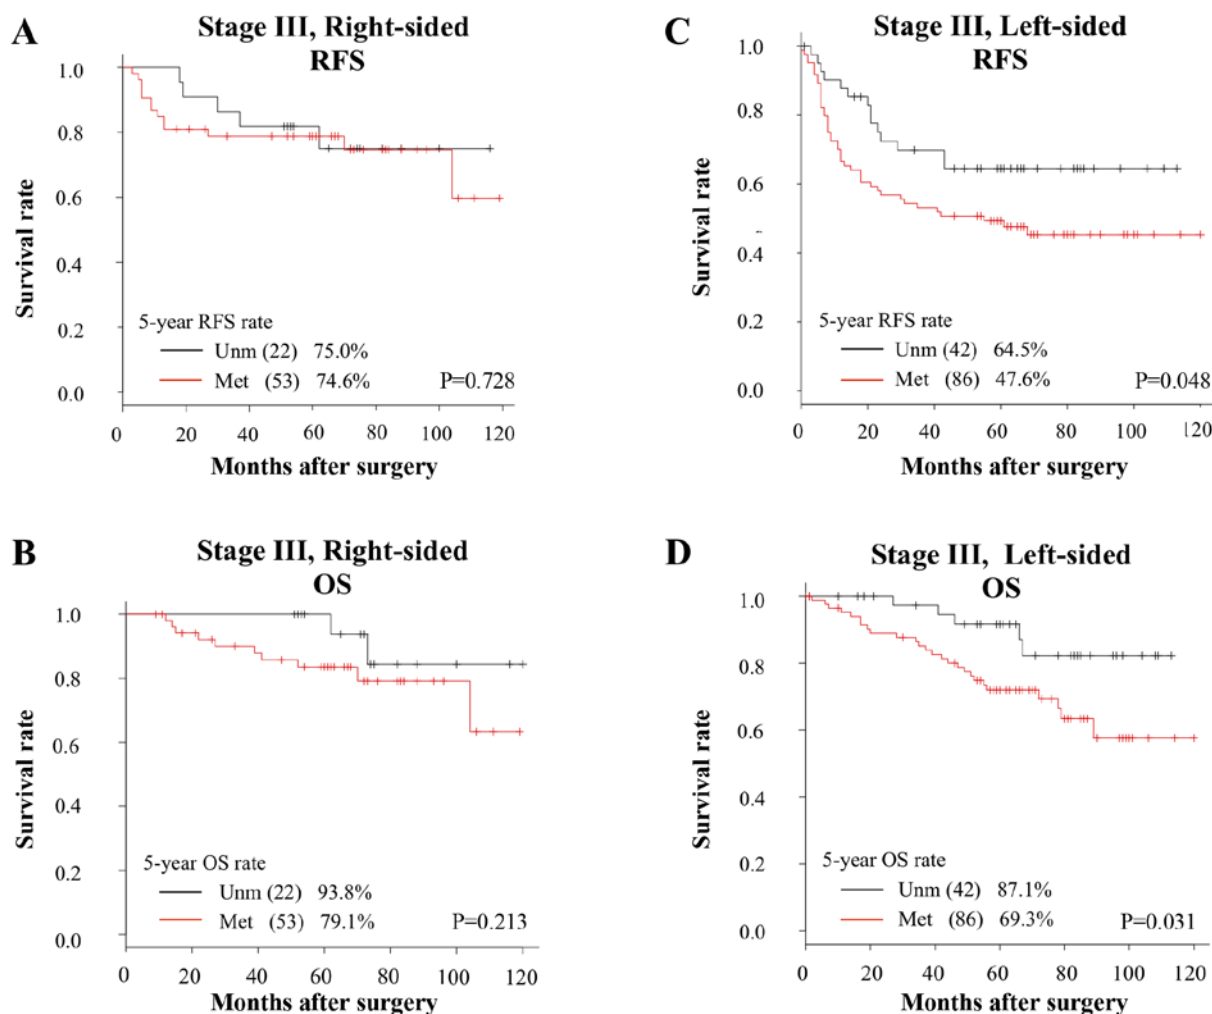 A
Stage III, Right-sided
RFS
1.0
0.8
0.6
0.4
0.2
0.0
Survival rate
5-year RFS rate
Unm (22) 75.0%
Met (53) 74.6%
P=0.728
0 20 40 60 80 100 120
Months after surgery
C
Stage III, Left-sided
RFS
1.0
0.8
0.6
0.4
0.2
0.0
Survival rate
5-year RFS rate
Unm (42) 64.5%
Met (86) 47.6%
P=0.048
0 20 40 60 80 100 120
Months after surgery
B
Stage III, Right-sided
OS
1.0
0.8
0.6
0.4
0.2
0.0
Survival rate
5-year OS rate
Unm (22) 93.8%
Met (53) 79.1%
P=0.213
0 20 40 60 80 100 120
Months after surgery
D
Stage III, Left-sided
OS
1.0
0.8
0.6
0.4
0.2
0.0
Survival rate
5-year OS rate
Unm (42) 87.1%
Met (86) 69.3%
P=0.031
0 20 40 60 80 100 120
Months after surgery